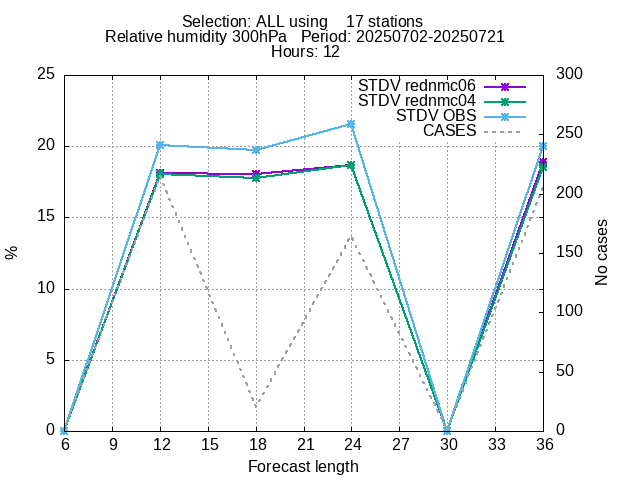 Selection: ALL using    17 stations
Relative humidity 300hPa   Period: 20250702-20250721
Hours: 12
STDV rednmc06
STDV rednmc04
STDV OBS
CASES
25
20
15
10
5
0
%
300
250
200
150
100
50
0
No cases
6 9 12 15 18 21 24 27 30 33 36
Forecast length